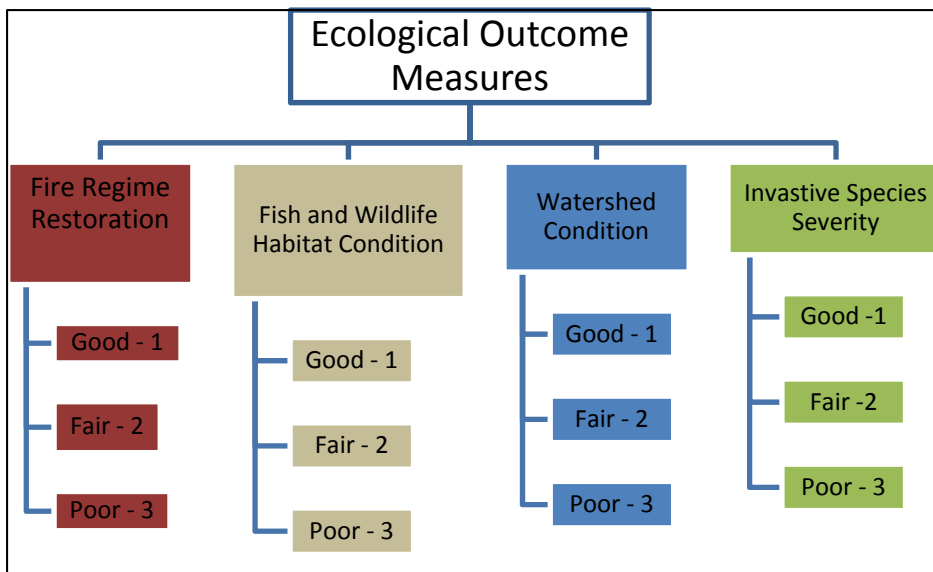 Ecological Outcome
Measures
Fire Regime
Restoration
Good - 1
Fair - 2
Poor - 3
Fish and Wildlife
Habitat Condition
Good - 1
Fair - 2
Poor - 3
Watershed
Condition
Good - 1
Fair - 2
Poor - 3
Invastive Species
Severity
Good -1
Fair -2
Poor - 3